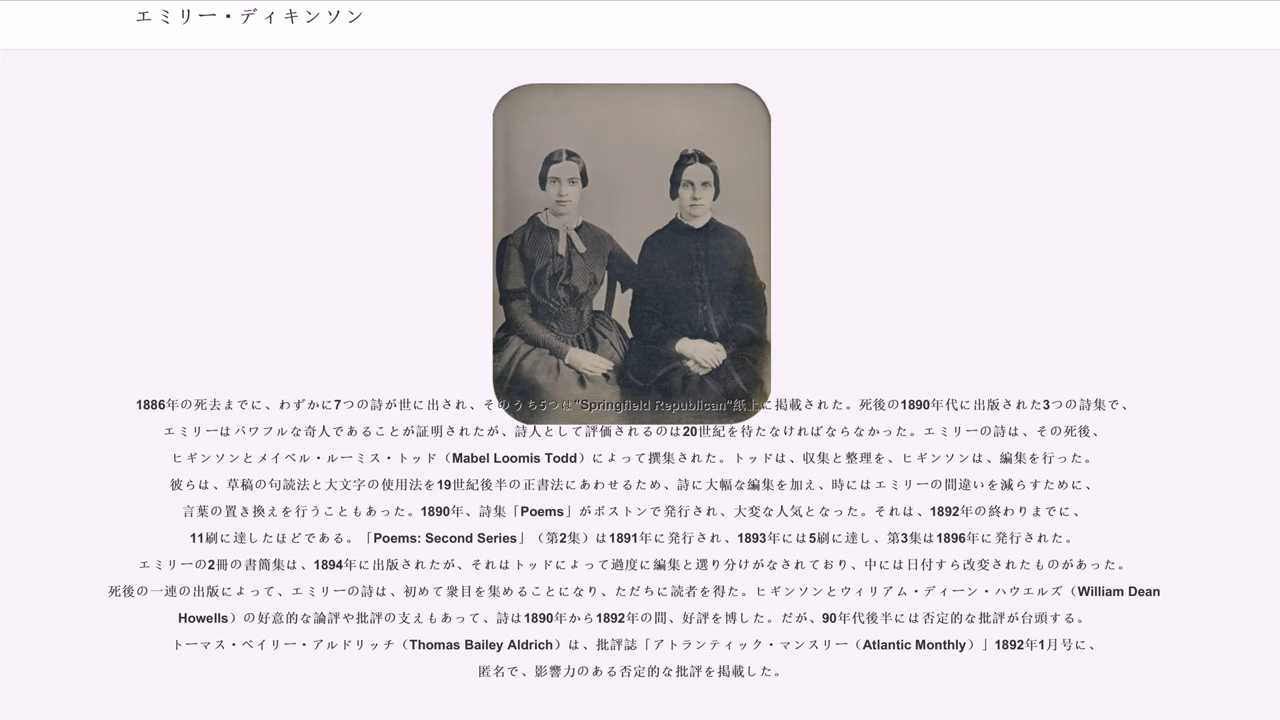 エミリー・ディキンソン
1886年の死去までに、わずかに7つの詩が世に出され、そのうち5つは"Springfield Republican"紙上に掲載された。死後の1890年代に出版された3つの詩集で、
エミリーはパワフルな奇人であることが証明されたが、詩人として評価されるのは20世紀を待たなければならなかった。エミリーの詩は、その死後、
ヒギンソンとメイベル・ルーミス・トッド（Mabel Loomis Todd）によって撰集された。トッドは、収集と整理を、ヒギンソンは、編集を行った。
彼らは、草稿の句読法と大文字の使用法を19世紀後半の正書法にあわせるため、詩に大幅な編集を加え、時にはエミリーの間違いを減らすために、
言葉の置き換えを行うこともあった。1890年、詩集「Poems」がボストンで発行され、大変な人気となった。それは、1892年の終わりまでに、
11刷に達したほどである。「Poems: Second Series」（第2集）は1891年に発行され、1893年には5刷に達し、第3集は1896年に発行された。
エミリーの2冊の書簡集は、1894年に出版されたが、それはトッドによって過度に編集と選り分けがなされており、中には日付すら改変されたものがあった。
死後の一連の出版によって、エミリーの詩は、初めて衆目を集めることになり、ただちに読者を得た。ヒギンソンとウィリアム・ディーン・ハウエルズ（William Dean
Howells）の好意的な論評や批評の支えもあって、詩は1890年から1892年の間、好評を博した。だが、90年代後半には否定的な批評が台頭する。
トーマス・ベイリー・アルドリッチ（Thomas Bailey Aldrich）は、批評誌「アトランティック・マンスリー（Atlantic Monthly）」1892年1月号に、
匿名で、影響力のある否定的な批評を掲載した。